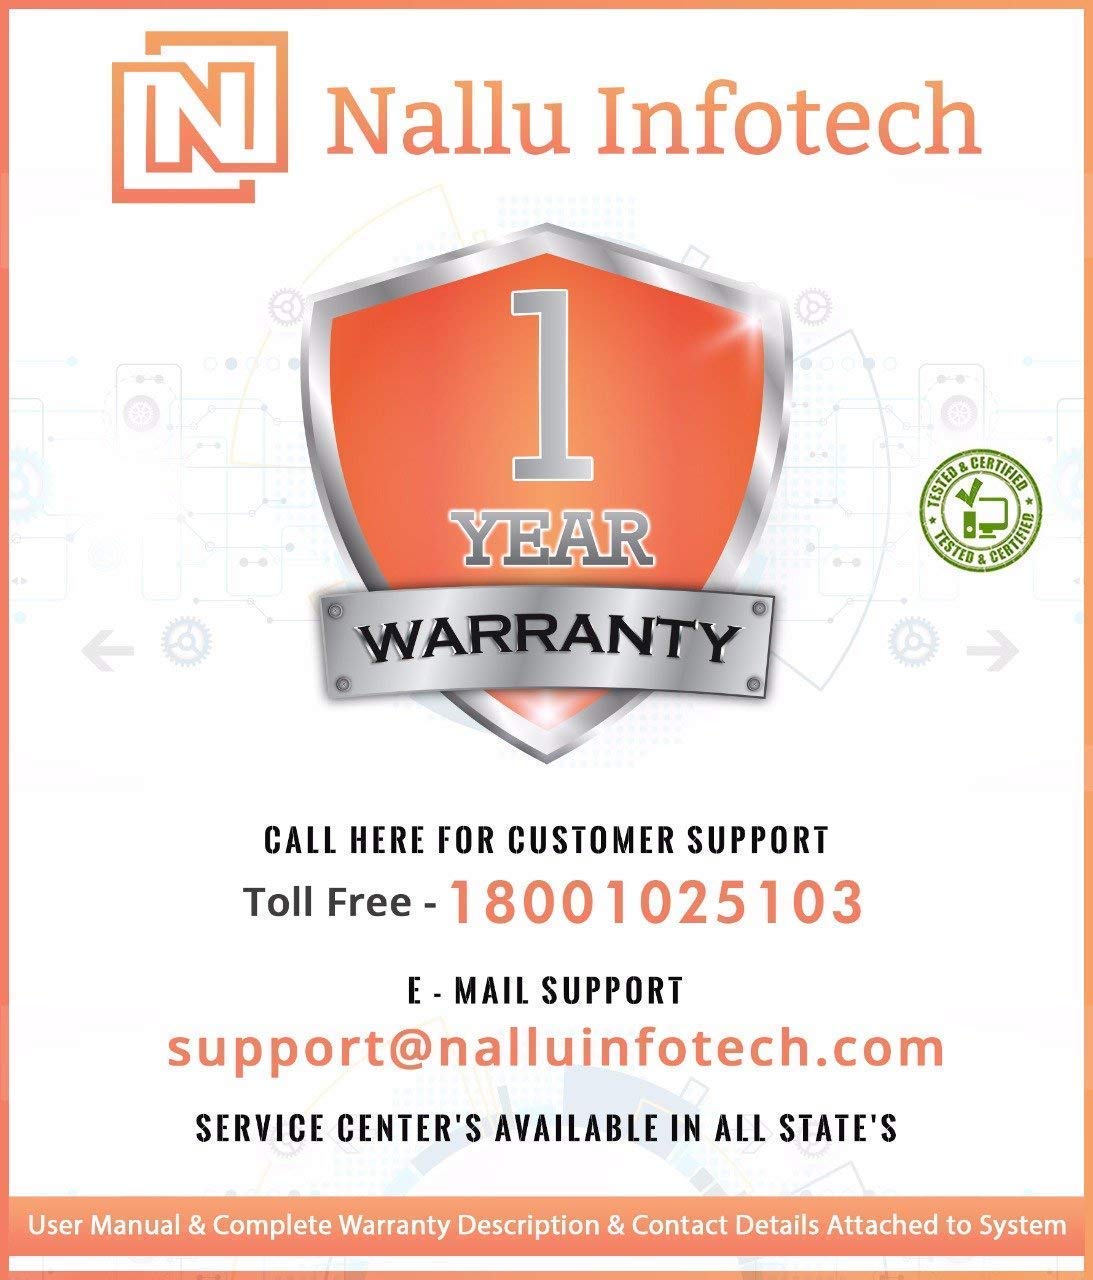 N Nallu Infotech
1
YEAR
WARRANTY
TESTED & CERTIFIED
TESTED & CERTIFIED
CALL HERE FOR CUSTOMER SUPPORT
Toll Free - 18001025103
E - MAIL SUPPORT
support@nalluinfotech.com
SERVICE CENTER'S AVAILABLE IN ALL STATE'S
User Manual & Complete Warranty Description & Contact Details Attached to System